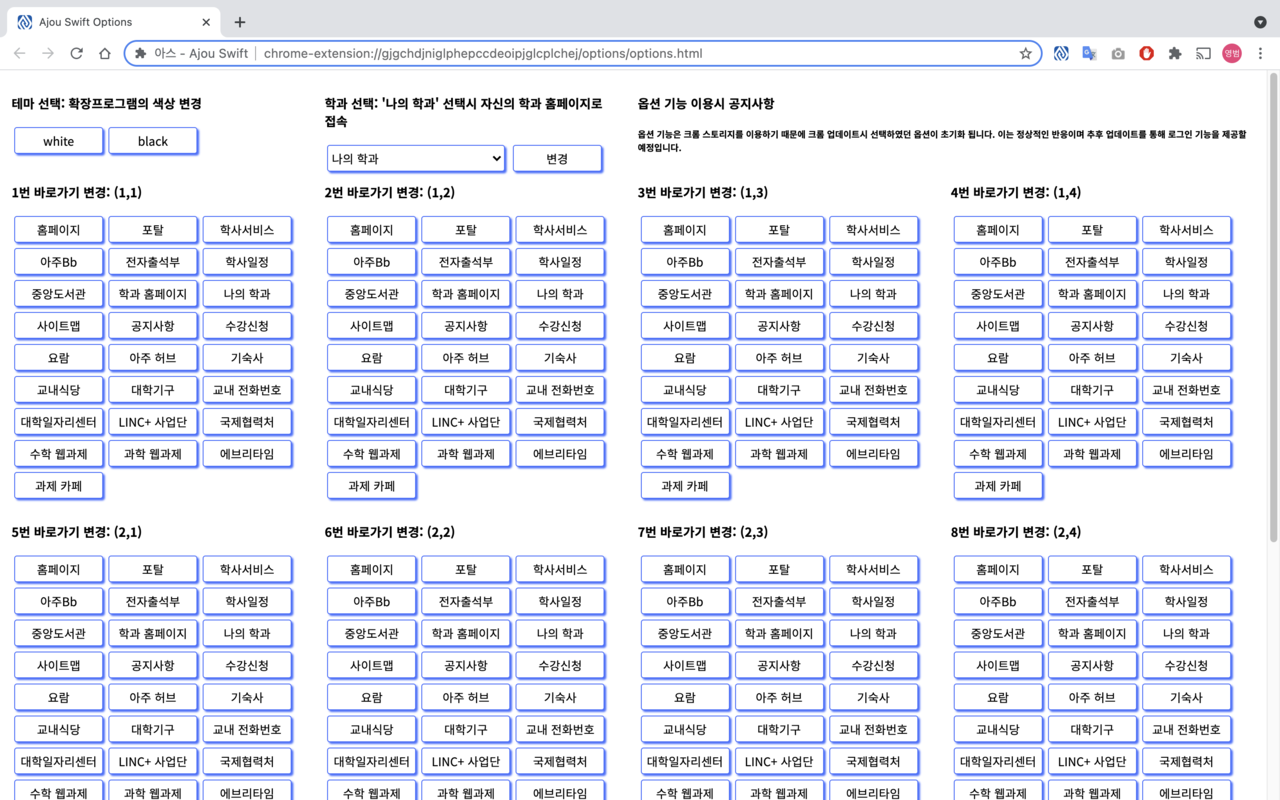 Ajou Swift Options
아스 - Ajou Swift
chrome-extension://gjgchdjniglphepccdeoipjglcplchej/options/options.html
영범
테마 선택: 확장프로그램의 색상 변경
white black
학과 선택: '나의 학과' 선택시 자신의 학과 홈페이지로
접속
나의 학과 변경
옵션 기능 이용시 공지사항
옵션 기능은 크롬 스토리지를 이용하기 때문에 크롬 업데이트시 선택하였던 옵션이 초기화 됩니다. 이는 정상적인 반응이며 추후 업데이트를 통해 로그인 기능을 제공할
예정입니다.
1번 바로가기 변경: (1,1)
홈페이지 포탈 학사서비스
아주Bb 전자출석부 학사일정
중앙도서관 학과 홈페이지 나의 학과
사이트맵 공지사항 수강신청
요람 아주 허브 기숙사
교내식당 대학기구 교내 전화번호
대학일자리센터 LINC+ 사업단 국제협력처
수학 웹과제 과학 웹과제 에브리타임
과제 카페
2번 바로가기 변경: (1,2)
홈페이지 포탈 학사서비스
아주Bb 전자출석부 학사일정
중앙도서관 학과 홈페이지 나의 학과
사이트맵 공지사항 수강신청
요람 아주 허브 기숙사
교내식당 대학기구 교내 전화번호
대학일자리센터 LINC+ 사업단 국제협력처
수학 웹과제 과학 웹과제 에브리타임
과제 카페
3번 바로가기 변경: (1,3)
홈페이지 포탈 학사서비스
아주Bb 전자출석부 학사일정
중앙도서관 학과 홈페이지 나의 학과
사이트맵 공지사항 수강신청
요람 아주 허브 기숙사
교내식당 대학기구 교내 전화번호
대학일자리센터 LINC+ 사업단 국제협력처
수학 웹과제 과학 웹과제 에브리타임
과제 카페
4번 바로가기 변경: (1,4)
홈페이지 포탈 학사서비스
아주Bb 전자출석부 학사일정
중앙도서관 학과 홈페이지 나의 학과
사이트맵 공지사항 수강신청
요람 아주 허브 기숙사
교내식당 대학기구 교내 전화번호
대학일자리센터 LINC+ 사업단 국제협력처
수학 웹과제 과학 웹과제 에브리타임
과제 카페
5번 바로가기 변경: (2,1)
홈페이지 포탈 학사서비스
아주Bb 전자출석부 학사일정
중앙도서관 학과 홈페이지 나의 학과
사이트맵 공지사항 수강신청
요람 아주 허브 기숙사
교내식당 대학기구 교내 전화번호
대학일자리센터 LINC+ 사업단 국제협력처
수학 웹과제 과학 웹과제 에브리타임
6번 바로가기 변경: (2,2)
홈페이지 포탈 학사서비스
아주Bb 전자출석부 학사일정
중앙도서관 학과 홈페이지 나의 학과
사이트맵 공지사항 수강신청
요람 아주 허브 기숙사
교내식당 대학기구 교내 전화번호
대학일자리센터 LINC+ 사업단 국제협력처
수학 웹과제 과학 웹과제 에브리타임
7번 바로가기 변경: (2,3)
홈페이지 포탈 학사서비스
아주Bb 전자출석부 학사일정
중앙도서관 학과 홈페이지 나의 학과
사이트맵 공지사항 수강신청
요람 아주 허브 기숙사
교내식당 대학기구 교내 전화번호
대학일자리센터 LINC+ 사업단 국제협력처
수학 웹과제 과학 웹과제 에브리타임
8번 바로가기 변경: (2,4)
홈페이지 포탈 학사서비스
아주Bb 전자출석부 학사일정
중앙도서관 학과 홈페이지 나의 학과
사이트맵 공지사항 수강신청
요람 아주 허브 기숙사
교내식당 대학기구 교내 전화번호
대학일자리센터 LINC+ 사업단 국제협력처
수학 웹과제 과학 웹과제 에브리타임